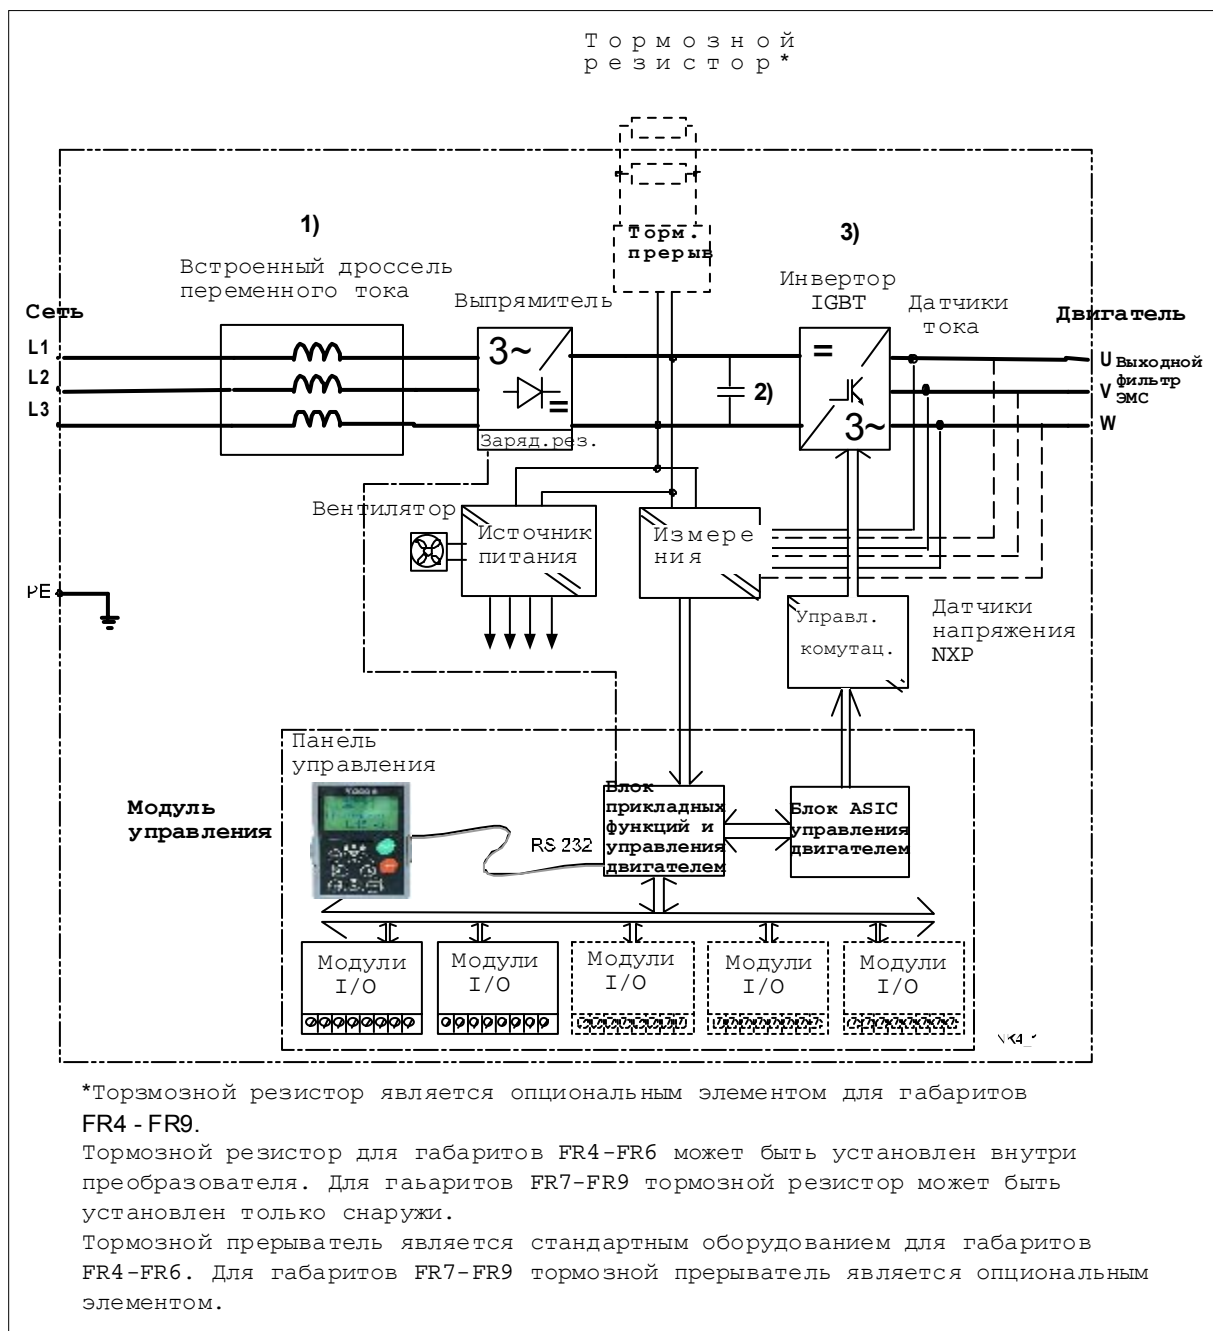 Тормозной
резистор*
1)
3)
Торм.
прерыв
Встроенный дроссель
переменного тока
Выпрямитель
Инвертор
IGBT
Датчики
тока
Сеть
Двигатель
L1
L2
L3
3~
=
=
3~
2)
U
V
W
Выходной
фильтр
ЭМС
Заряд.рез.
Вентилятор
Источник
питания
Измере
ния
PE
Управл.
комутац.
Датчики
напряжения
NXP
Панель
управления
Модуль
управления
RS 232
Блок
прикладных
функций и
управления
двигателем
Блок ASIC
управления
двигателем
Модули
I/O
Модули
I/O
Модули
I/O
Модули
I/O
Модули
I/O
*Торзмозной резистор является опциональным элементом для габаритов
FR4 - FR9.
Тормозной резистор для габаритов FR4-FR6 может быть установлен внутри
преобразователя. Для гаьаритов FR7-FR9 тормозной резистор может быть
установлен только снаружи.
Тормозной прерыватель является стандартным оборудованием для габаритов
FR4-FR6. Для габаритов FR7-FR9 тормозной прерыватель является опциональным
элементом.